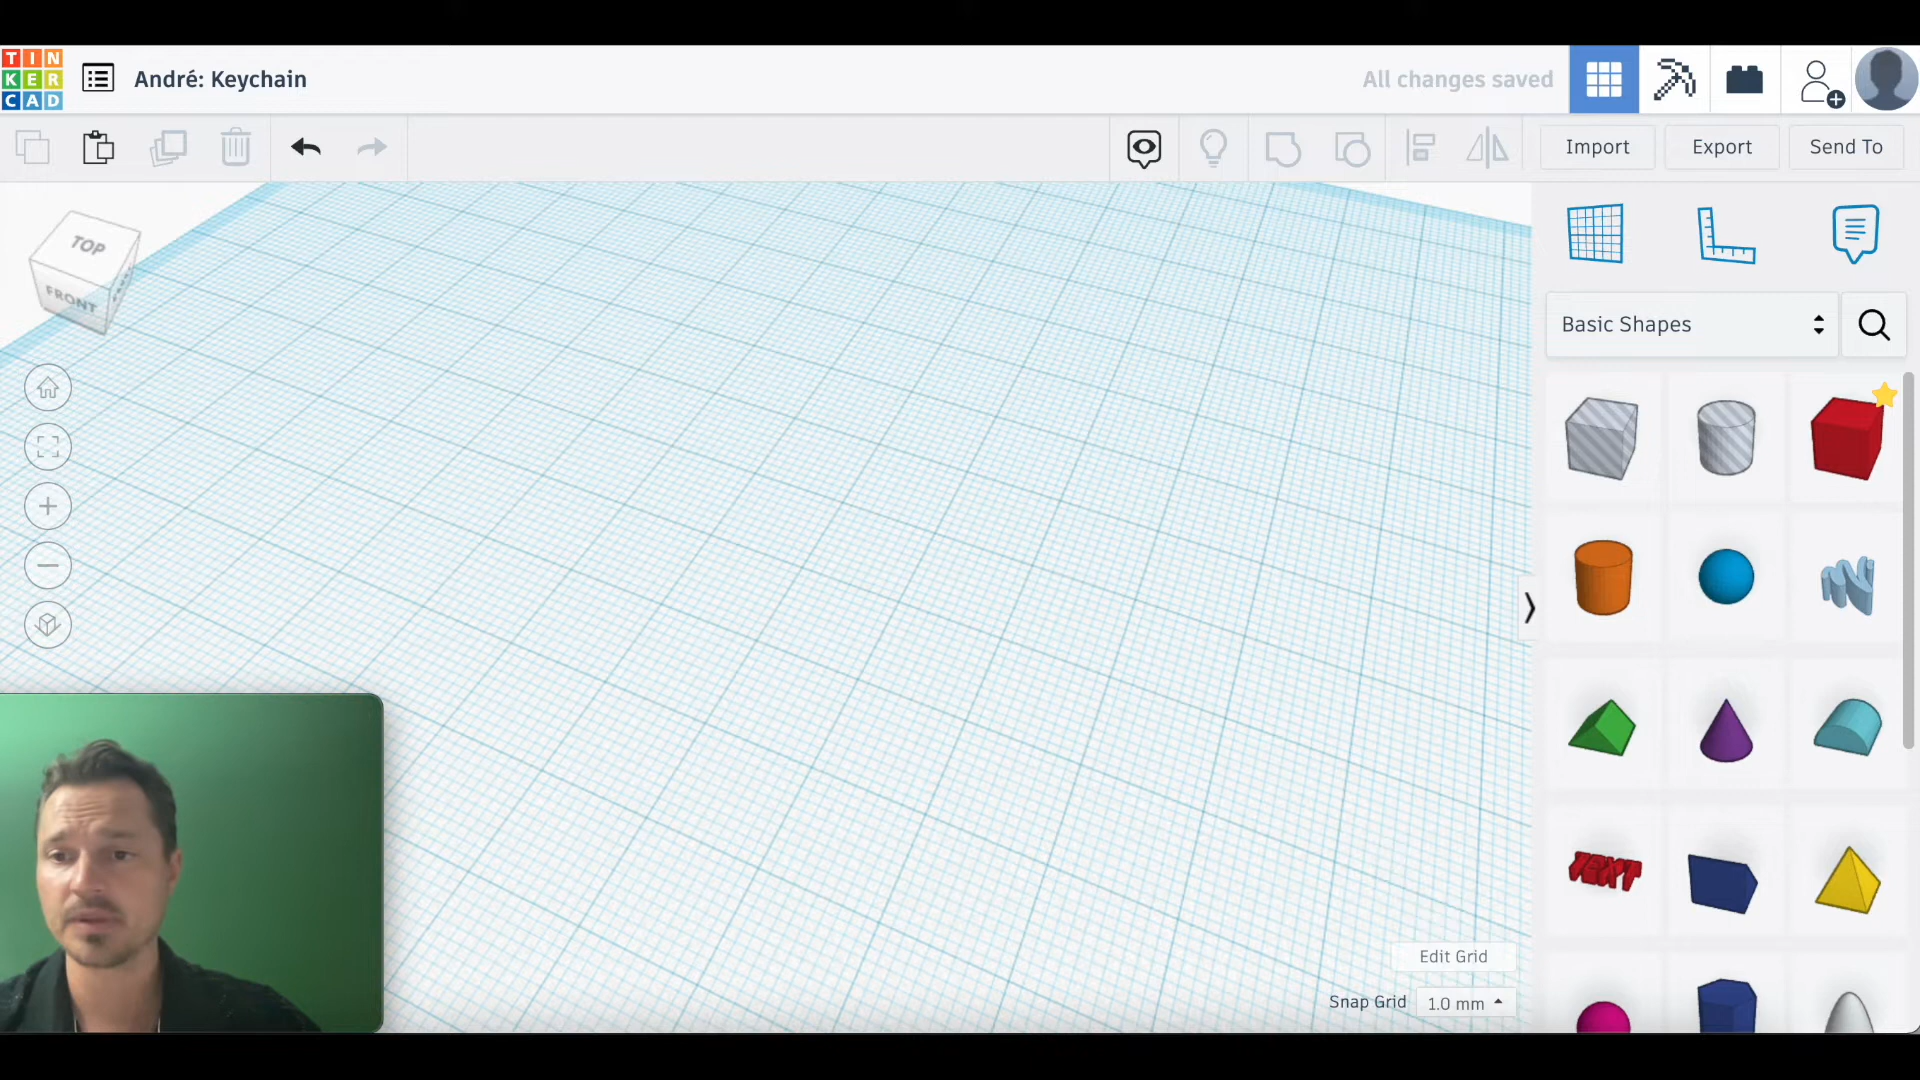 TIN
KER
CAD
André: Keychain
All changes saved
Import
Export
Send To
TOP
FRONT
Basic Shapes
TEXT
Edit Grid
Snap Grid
1.0 mm